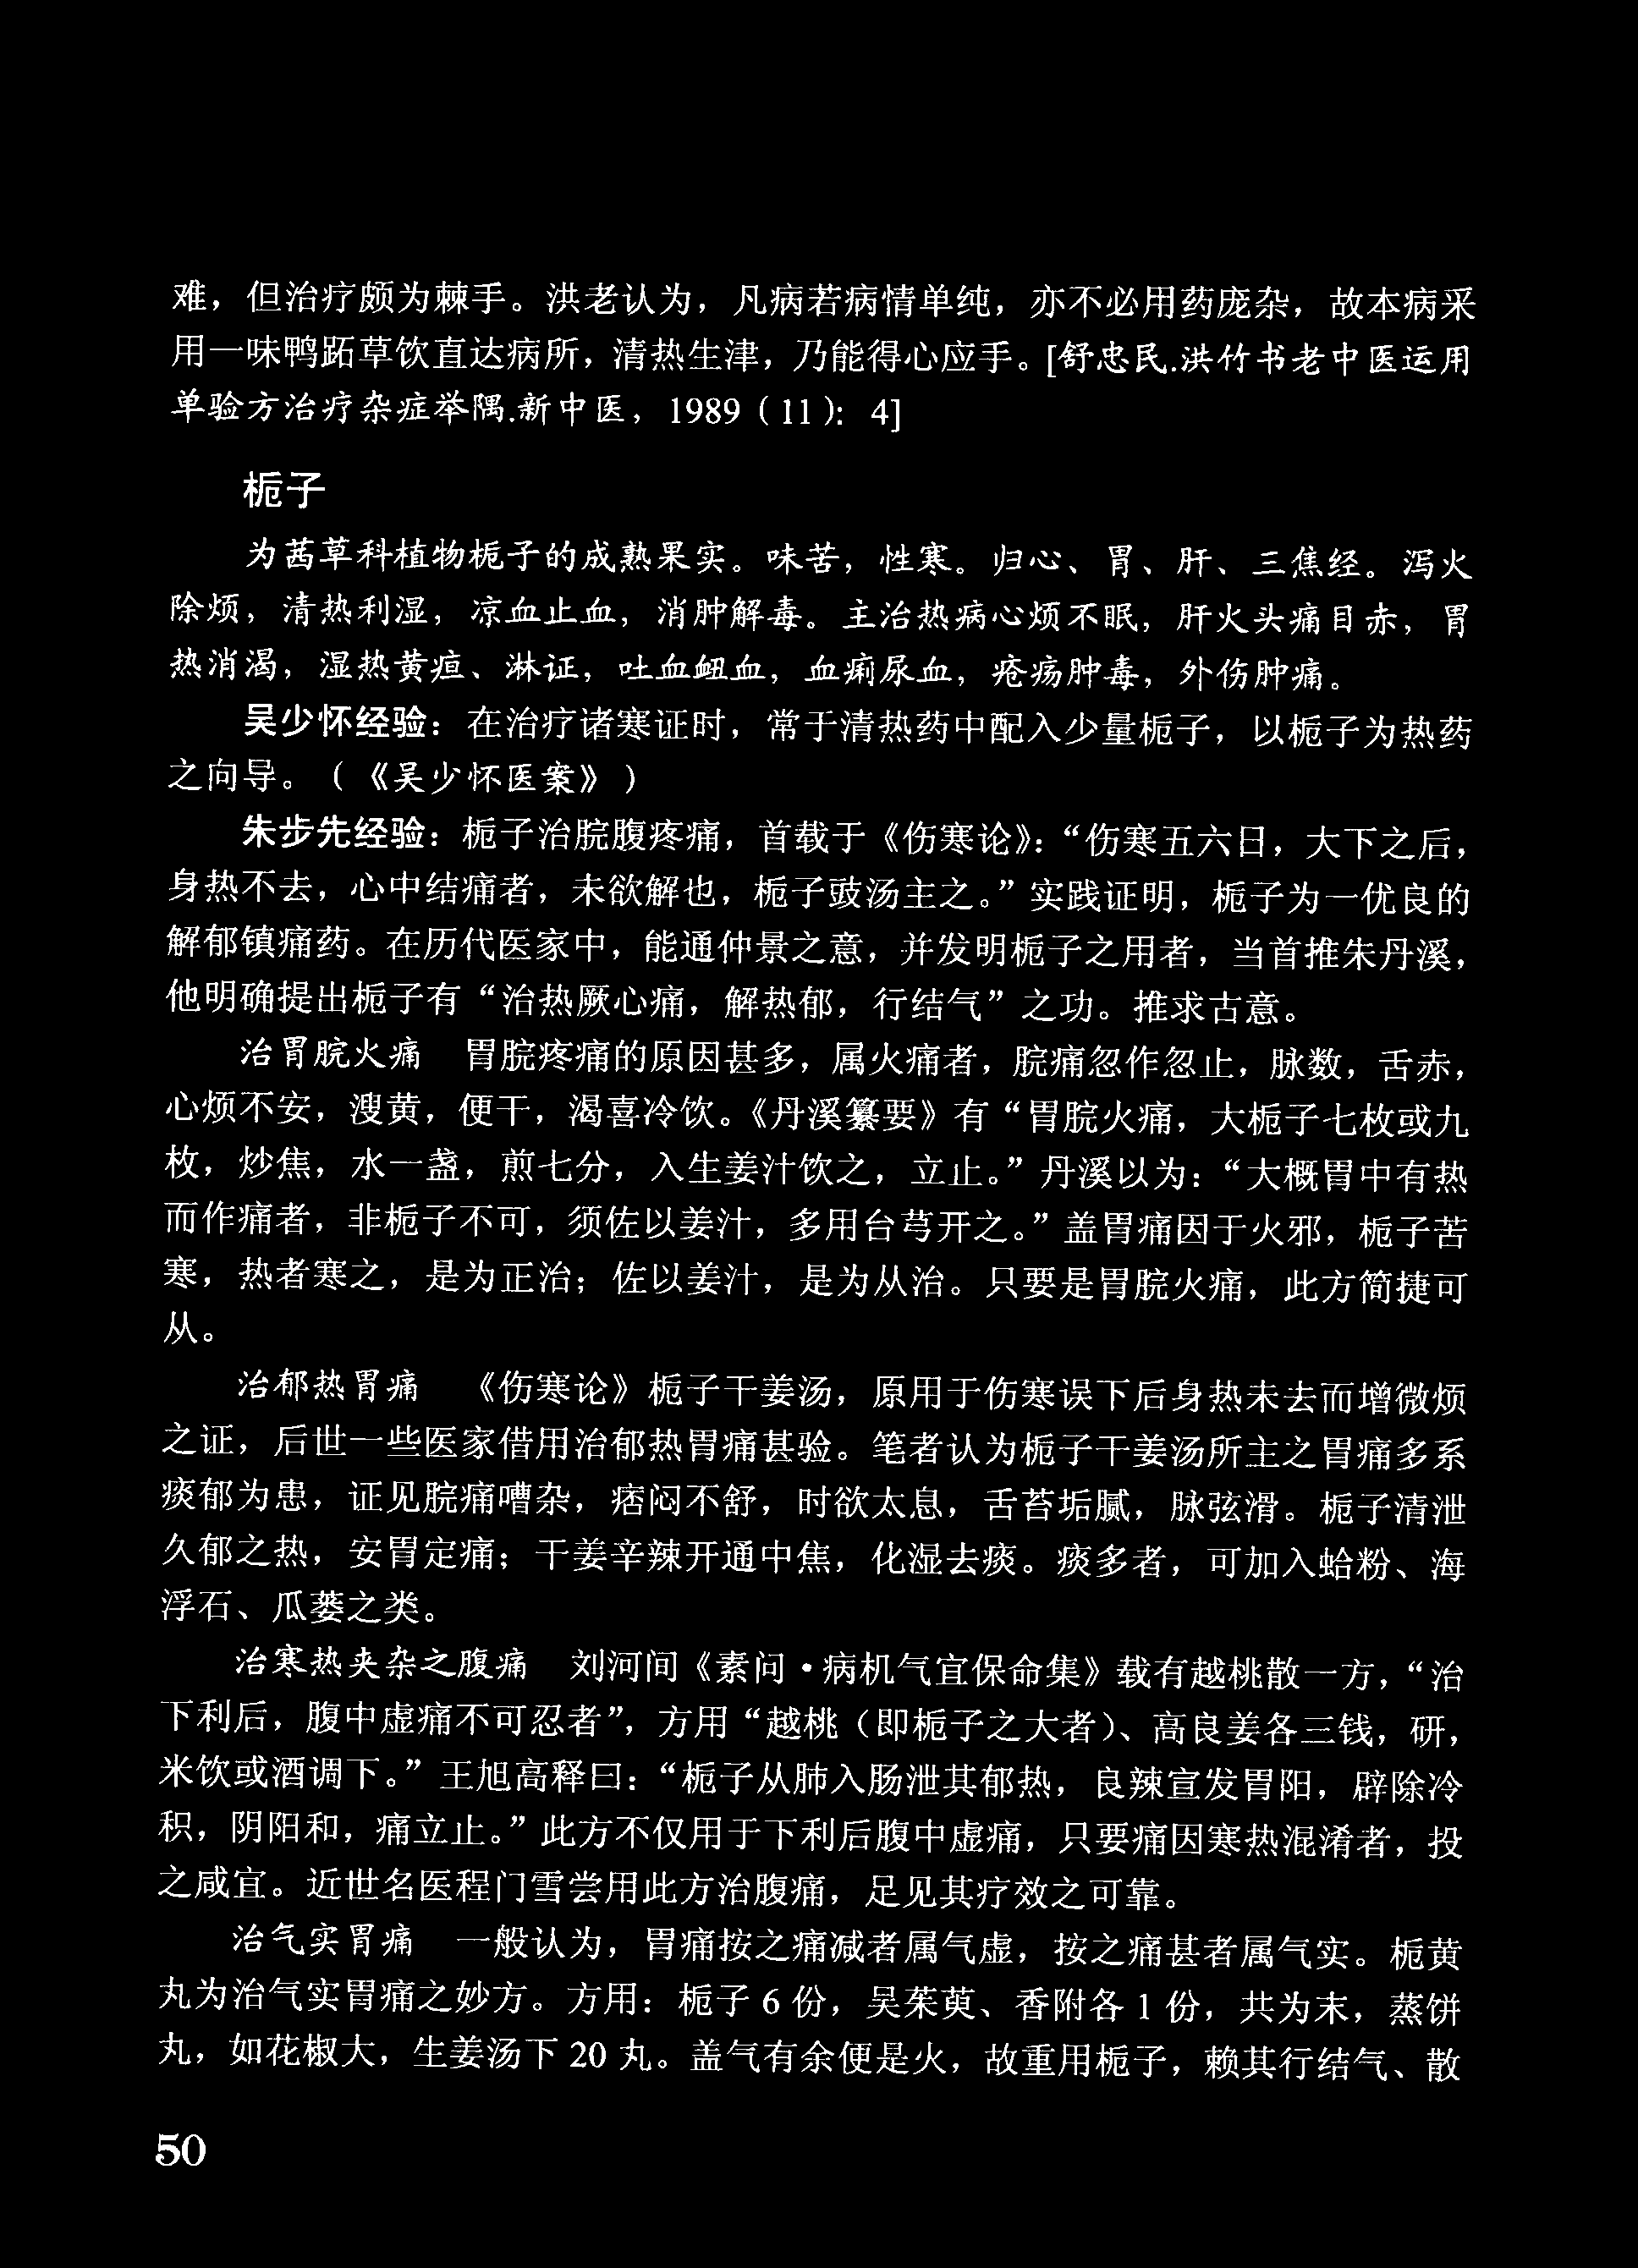 难，但治疗颇为棘手。洪老认为，凡病若病情单纯，亦不必用药庞杂，故本病采
用一味鸭跖草饮直达病所，清热生津，乃能得心应手。[舒忠民.洪竹书老中医运用
单验方治疗杂症举隅.新中医，1989（11）：4]
栀子
为茜草科植物栀子的成熟果实。味苦，性寒。归心、胃、肝、三焦经。泻火
除烦，清热利湿，凉血止血，消肿解毒。主治热病心烦不眠，肝火头痛目赤，胃
热消渴，湿热黄疸、淋证，吐血衄血，血痢尿血，疮疡肿毒，外伤肿痛。
吴少怀经验：在治疗诸寒证时，常于清热药中配入少量栀子，以栀子为热药
之向导。（《吴少怀医案》）
朱步先经验：栀子治脘腹疼痛，首载于《伤寒论》：“伤寒五六日，大下之后，
身热不去，心中结痛者，未欲解也，栀子豉汤主之。”实践证明，栀子为一优良的
解郁镇痛药。在历代医家中，能通仲景之意，并发明栀子之用者，当首推朱丹溪，
他明确提出栀子有“治热厥心痛，解热郁，行结气”之功。推求古意。
治胃脘火痛　胃脘疼痛的原因甚多，属火痛者，脘痛忽作忽止，脉数，舌赤，
心烦不安，溲黄，便干，渴喜冷饮。《丹溪纂要》有“胃脘火痛，大栀子七枚或九
枚，炒焦，水一盏，煎七分，入生姜汁饮之，立止。”丹溪以为：“大概胃中有热
而作痛者，非栀子不可，须佐以姜汁，多用台芎开之。”盖胃痛因于火邪，栀子苦
寒，热者寒之，是为正治；佐以姜汁，是为从治。只要是胃脘火痛，此方简捷可
从。
治郁热胃痛　《伤寒论》栀子干姜汤，原用于伤寒误下后身热未去而增微烦
之证，后世一些医家借用治郁热胃痛甚验。笔者认为栀子干姜汤所主之胃痛多系
痰郁为患，证见脘痛嘈杂，痞闷不舒，时欲太息，舌苔垢腻，脉弦滑。栀子清泄
久郁之热，安胃定痛；干姜辛辣开通中焦，化湿去痰。痰多者，可加入蛤粉、海
浮石、瓜蒌之类。
治寒热夹杂之腹痛　刘河间《素问·病机气宜保命集》载有越桃散一方，“治
下利后，腹中虚痛不可忍者”，方用“越桃（即栀子之大者）、高良姜各三钱，研，
米饮或酒调下。”王旭高释曰：“栀子从肺入肠泄其郁热，良辣宣发胃阳，辟除冷
积，阴阳和，痛立止。”此方不仅用于下利后腹中虚痛，只要痛因寒热混淆者，投
之咸宜。近世名医程门雪尝用此方治腹痛，足见其疗效之可靠。
治气实胃痛　一般认为，胃痛按之痛减者属气虚，按之痛甚者属气实。栀黄
丸为治气实胃痛之妙方。方用：栀子 6 份，吴茱萸、香附各 1 份，共为末，蒸饼
丸，如花椒大，生姜汤下 20 丸。盖气有余便是火，故重用栀子，赖其行结气、散
50